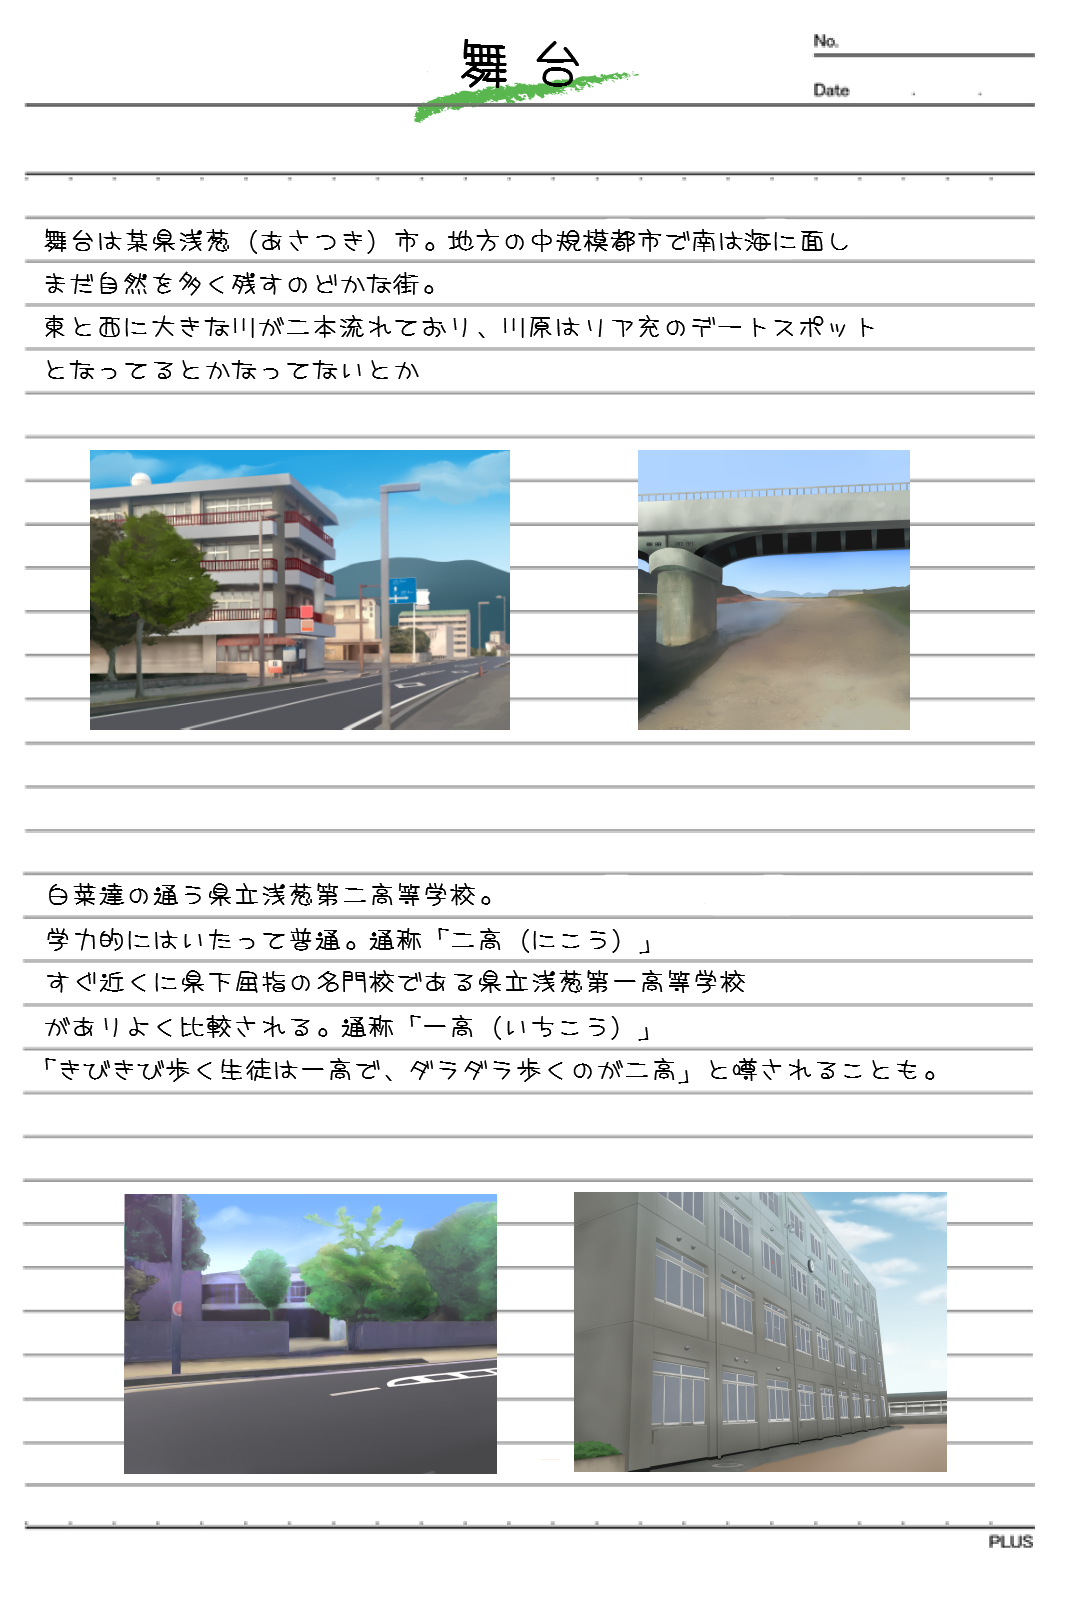 舞台
No.
Date
舞台は某県浅葱（あさつき）市。地方の中規模都市で南は海に面し
まだ自然を多く残すのどかな街。
東と西に大きな川が二本流れており、川原はリア充のデートスポット
となってるとかなってないとか
白菜達の通う県立浅葱第二高等学校。
学力的にはいたって普通。通称「二高（にこう）」
すぐ近くに県下屈指の名門校である県立浅葱第一高等学校
がありよく比較される。通称「一高（いちこう）」
「きびきび歩く生徒は一高で、ダラダラ歩くのが二高」と噂されることも。
PLUS